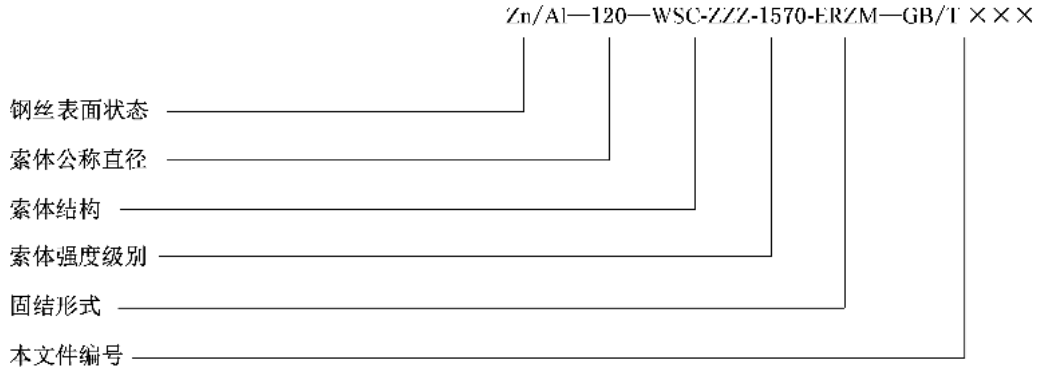 Zn/Al—120—WSC-ZZZ-1570-ERZM—GB/T ×××
钢丝表面状态
索体公称直径
索体结构
索体强度级别
固结形式
本文件编号